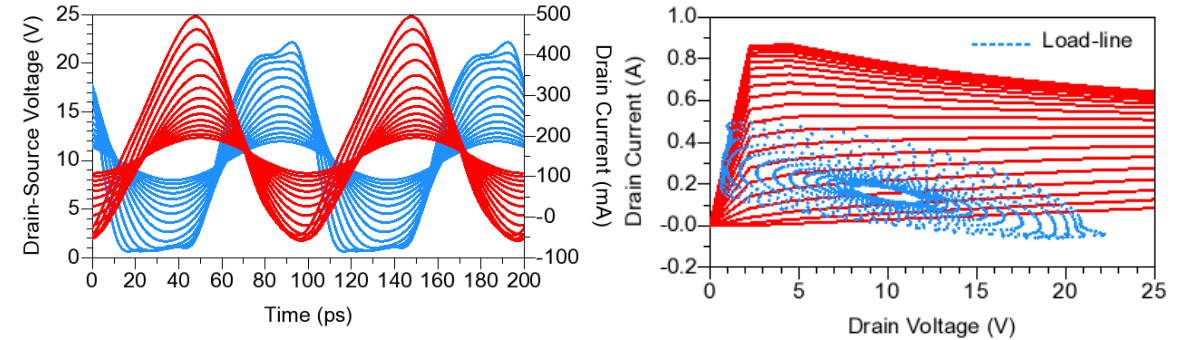 25
20
15
10
5
0
Drain-Source Voltage (V)
500
400
300
200
100
-0
-100
Drain Current (mA)
0 20 40 60 80 100 120 140 160 180 200
Time (ps)
1.0
0.8
0.6
0.4
0.2
-0.0
-0.2
Drain Current (A)
Load-line
0 5 10 15 20 25
Drain Voltage (V)